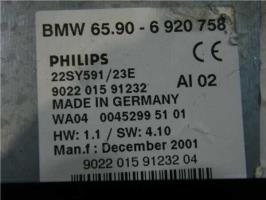 BMW 65.90 - 6 920 758
PHILIPS
CE
22SY591/23E
AI 02
9022 015 91232
MADE IN GERMANY
WA04 0045299 51 01
HW: 1.1 / SW: 4.10
Man.f : December 2001
9022 015 91232 04